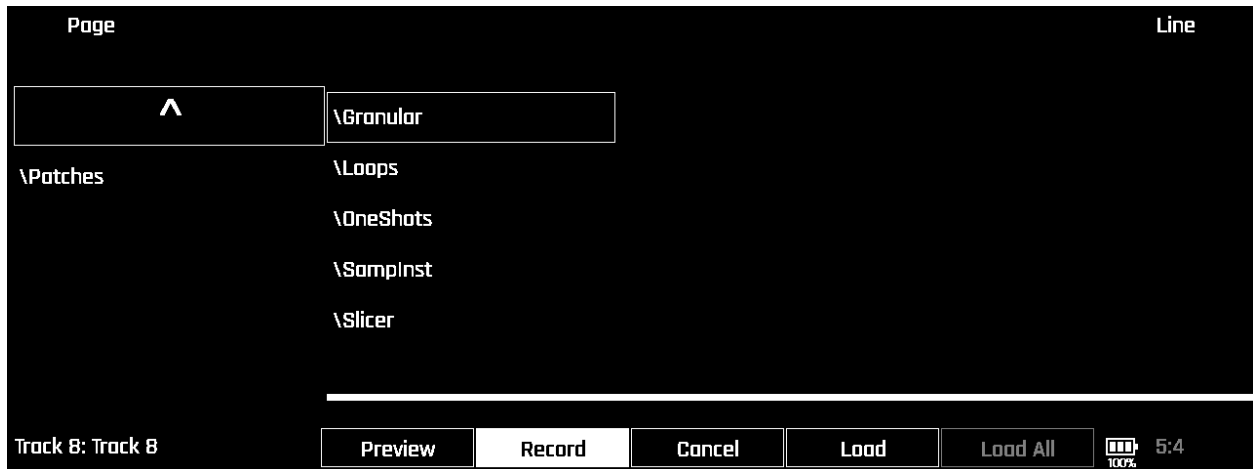 Page Line
^
\Granular
\Patches
\Loops
\OneShots
\SampInst
\Slicer
Track 8: Track 8 Preview Record Cancel Load Load All 100% 5:4